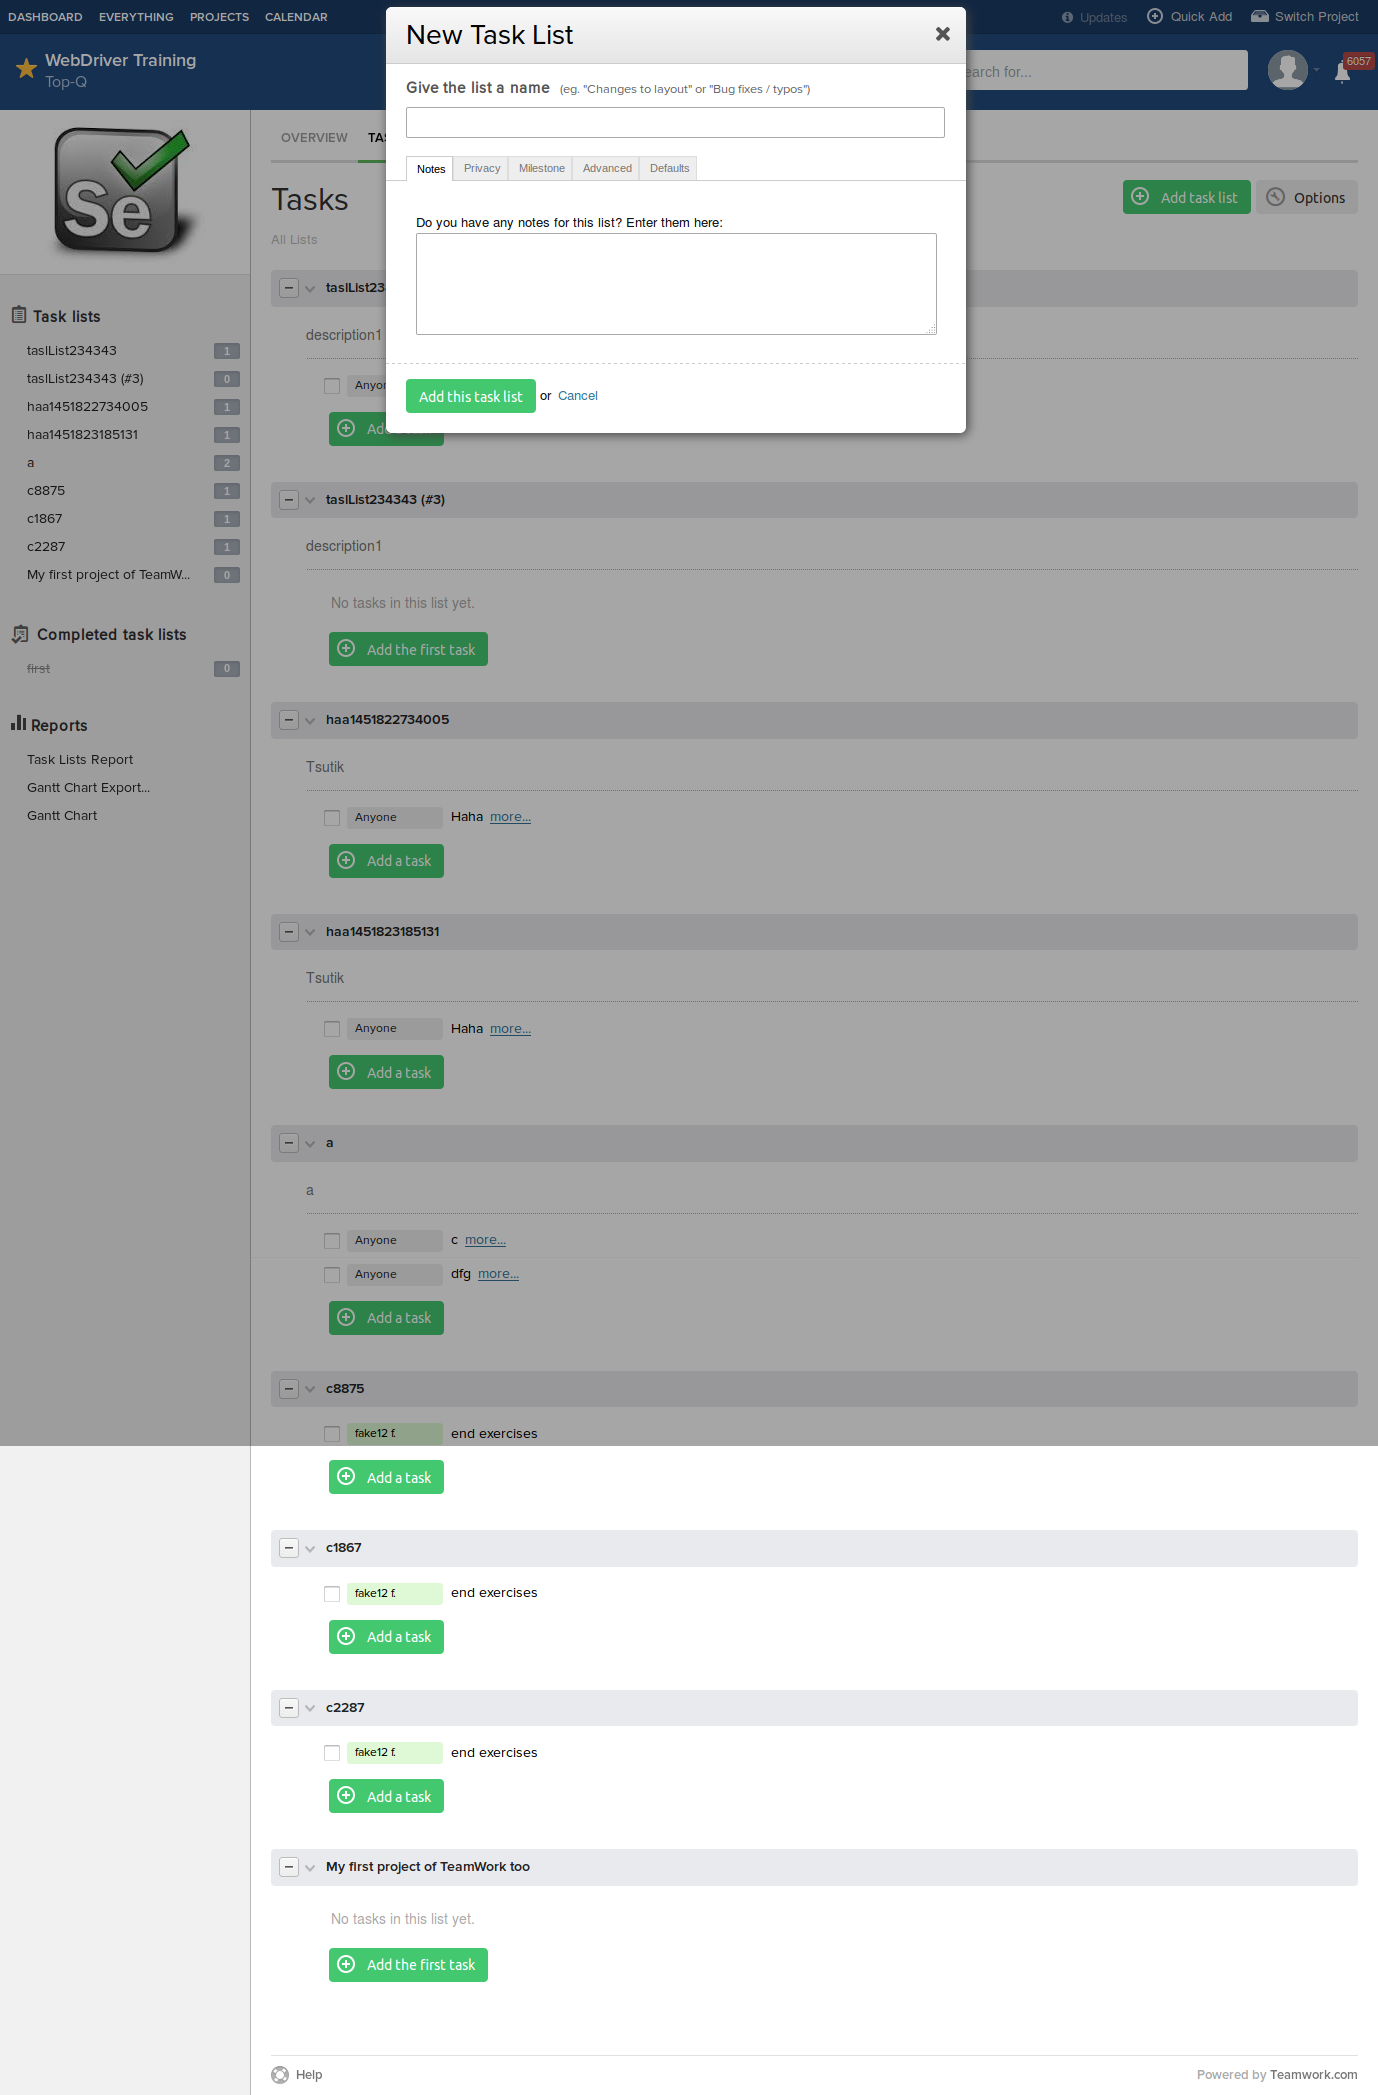 DASHBOARD EVERYTHING PROJECTS CALENDAR
Updates Quick Add Switch Project
WebDriver Training
Top-Q
earch for...
6057
New Task List
Give the list a name (eg. "Changes to layout" or "Bug fixes / typos")
Notes Privacy Milestone Advanced Defaults
Do you have any notes for this list? Enter them here:
Add this task list or Cancel
Se
Task lists
taslList234343 1
taslList234343 (#3) 0
haa1451822734005 1
haa1451823185131 1
a 2
c8875 1
c1867 1
c2287 1
My first project of TeamW... 0
Completed task lists
first 0
Reports
Task Lists Report
Gantt Chart Export...
Gantt Chart
OVERVIEW TAS
Tasks
Add task list Options
All Lists
taslList23
description1
Anyo
Ad
taslList234343 (#3)
description1
No tasks in this list yet.
Add the first task
haa1451822734005
Tsutik
Anyone Haha more...
Add a task
haa1451823185131
Tsutik
Anyone Haha more...
Add a task
a
a
Anyone c more...
Anyone dfg more...
Add a task
c8875
fake12 f. end exercises
Add a task
c1867
fake12 f. end exercises
Add a task
c2287
fake12 f. end exercises
Add a task
My first project of TeamWork too
No tasks in this list yet.
Add the first task
Help
Powered by Teamwork.com